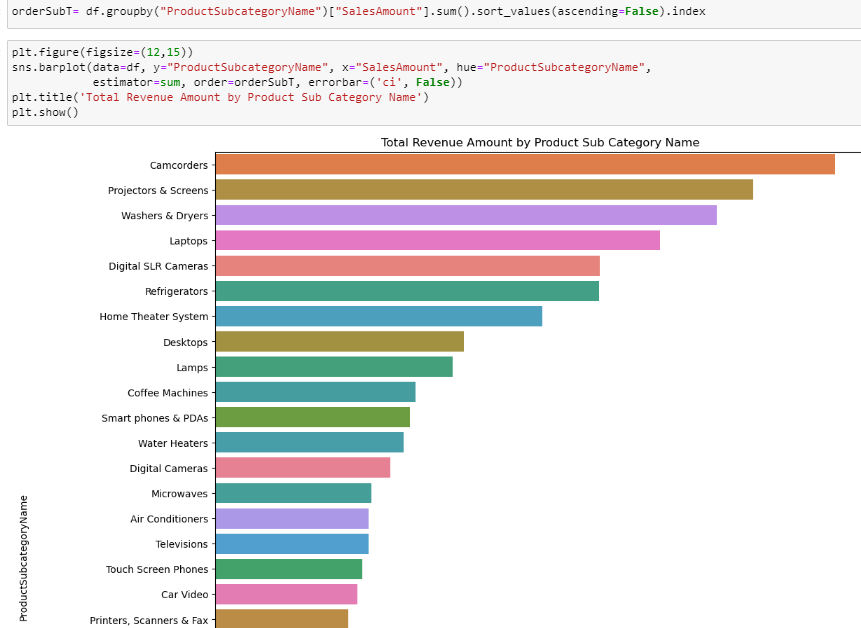 orderSubT= df.groupby("ProductSubcategoryName")["SalesAmount"].sum().sort_values(ascending=False).index
plt.figure(figsize=(12,15))
sns.barplot(data=df, y="ProductSubcategoryName", x="SalesAmount", hue="ProductSubcategoryName",
            estimator=sum, order=orderSubT, errorbar=('ci', False))
plt.title('Total Revenue Amount by Product Sub Category Name')
plt.show()
Total Revenue Amount by Product Sub Category Name
Camcorders
Projectors & Screens
Washers & Dryers
Laptops
Digital SLR Cameras
Refrigerators
Home Theater System
Desktops
Lamps
Coffee Machines
Smart phones & PDAs
Water Heaters
Digital Cameras
Microwaves
Air Conditioners
Televisions
Touch Screen Phones
Car Video
Printers, Scanners & Fax
ProductSubcategoryName